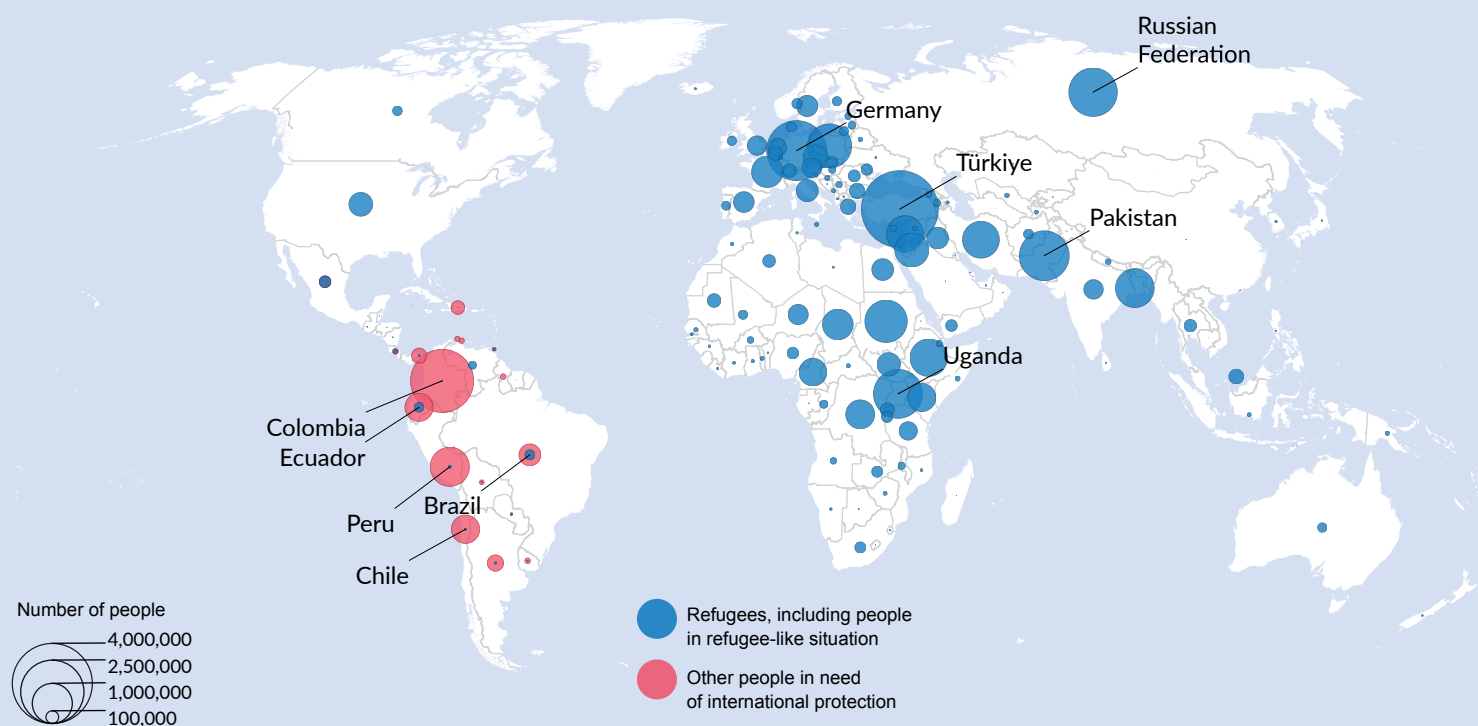 Russian
Federation
Germany
Türkiye
Pakistan
Uganda
Colombia
Ecuador
Peru
Brazil
Chile
Number of people
4,000,000
2,500,000
1,000,000
100,000
Refugees, including people
in refugee-like situation
Other people in need
of international protection